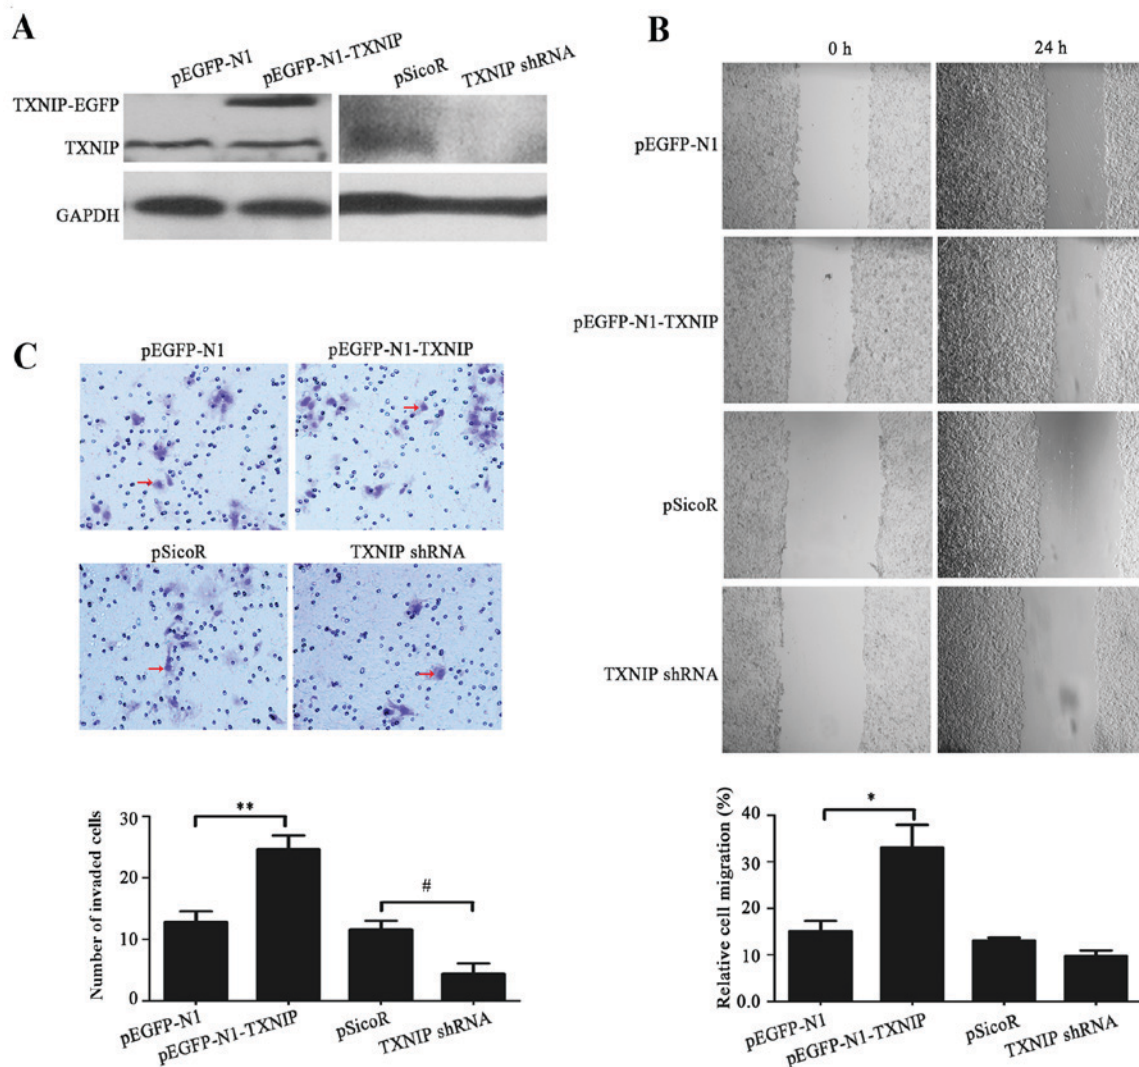 A
pEGFP-N1
pEGFP-N1-TXNIP
pSicoR
TXNIP shRNA
TXNIP-EGFP
TXNIP
GAPDH
B
0 h
24 h
pEGFP-N1
pEGFP-N1-TXNIP
pSicoR
TXNIP shRNA
C
pEGFP-N1
pEGFP-N1-TXNIP
pSicoR
TXNIP shRNA
Number of invaded cells
30
20
10
0
**
#
pEGFP-N1
pEGFP-N1-TXNIP
pSicoR
TXNIP shRNA
Relative cell migration (%)
40
30
20
10
0.0
*
pEGFP-N1
pEGFP-N1-TXNIP
pSicoR
TXNIP shRNA